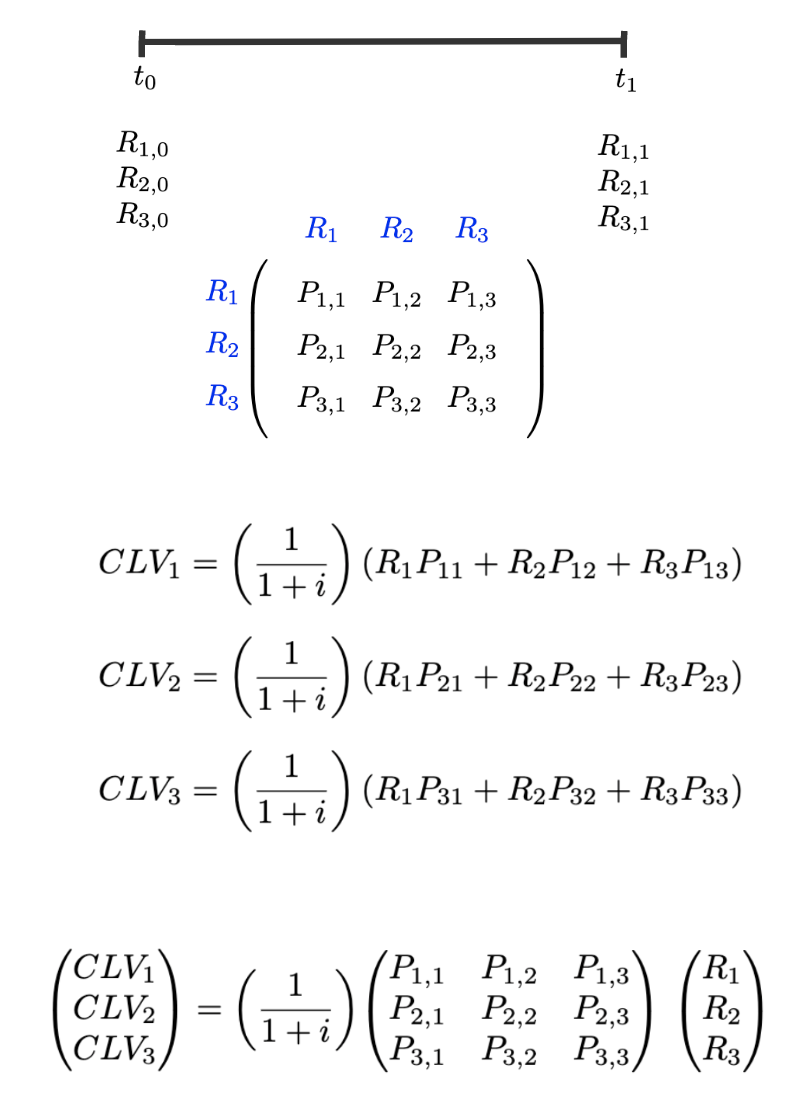 t₀ t₁
R₁,₀ R₁,₁
R₂,₀ R₂,₁
R₃,₀ R₃,₁
R₁ R₂ R₃
R₁ ( P₁,₁ P₁,₂ P₁,₃ )
R₂ ( P₂,₁ P₂,₂ P₂,₃ )
R₃ ( P₃,₁ P₃,₂ P₃,₃ )
CLV₁ = (1/(1 + i)) (R₁P₁₁ + R₂P₁₂ + R₃P₁₃)
CLV₂ = (1/(1 + i)) (R₁P₂₁ + R₂P₂₂ + R₃P₂₃)
CLV₃ = (1/(1 + i)) (R₁P₃₁ + R₂P₃₂ + R₃P₃₃)
(CLV₁ CLV₂ CLV₃) = (1/(1 + i)) (P₁,₁ P₁,₂ P₁,₃ P₂,₁ P₂,₂ P₂,₃ P₃,₁ P₃,₂ P₃,₃) (R₁ R₂ R₃)